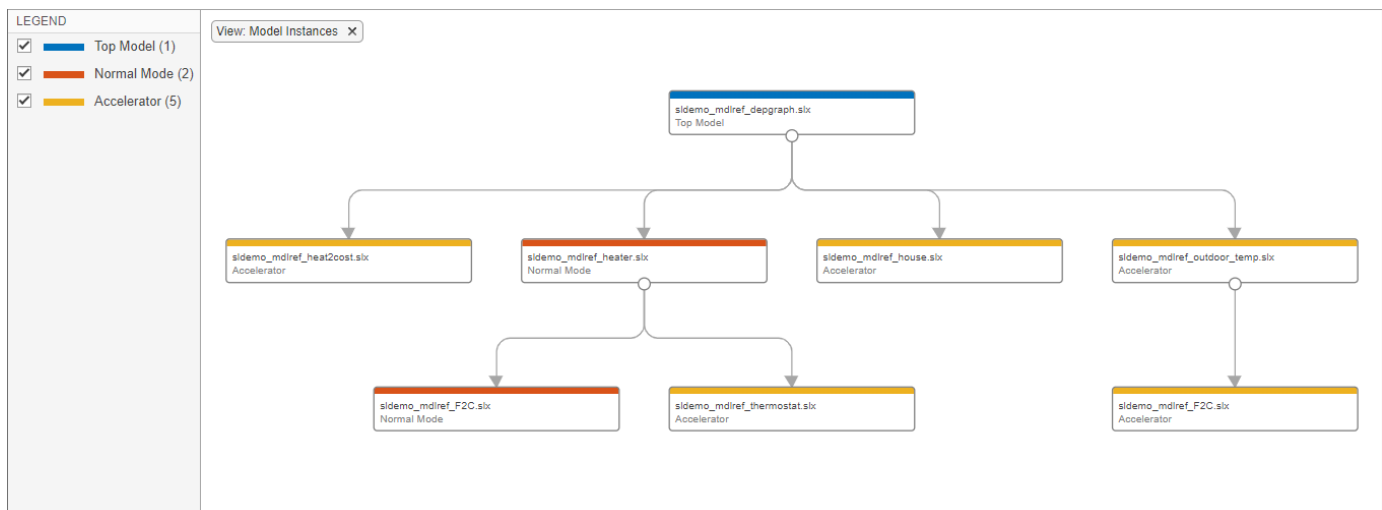 LEGEND
Top Model (1)
Normal Mode (2)
Accelerator (5)
View: Model Instances ×
sldemo_mdlref_depgraph.slx
Top Model
sldemo_mdlref_heat2cost.slx
Accelerator
sldemo_mdlref_heater.slx
Normal Mode
sldemo_mdlref_house.slx
Accelerator
sldemo_mdlref_outdoor_temp.slx
Accelerator
sldemo_mdlref_F2C.slx
Normal Mode
sldemo_mdlref_thermostat.slx
Accelerator
sldemo_mdlref_F2C.slx
Accelerator